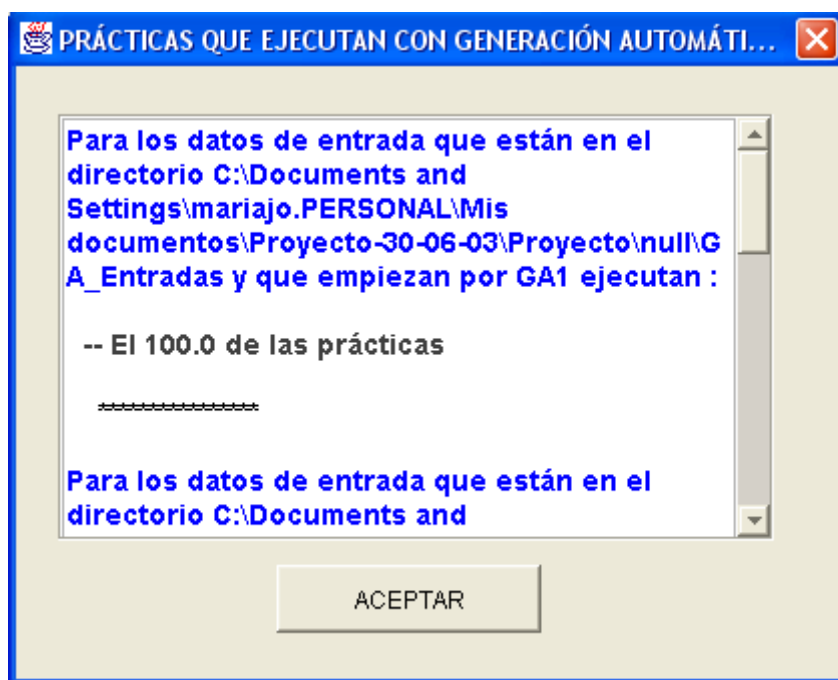 PRÁCTICAS QUE EJECUTAN CON GENERACIÓN AUTOMÁTI...
Para los datos de entrada que están en el
directorio C:\Documents and
Settings\mariajo.PERSONAL\Mis
documentos\Proyecto-30-06-03\Proyecto\null\G
A_Entradas y que empiezan por GA1 ejecutan :
-- El 100.0 de las prácticas
Para los datos de entrada que están en el
directorio C:\Documents and
ACEPTAR